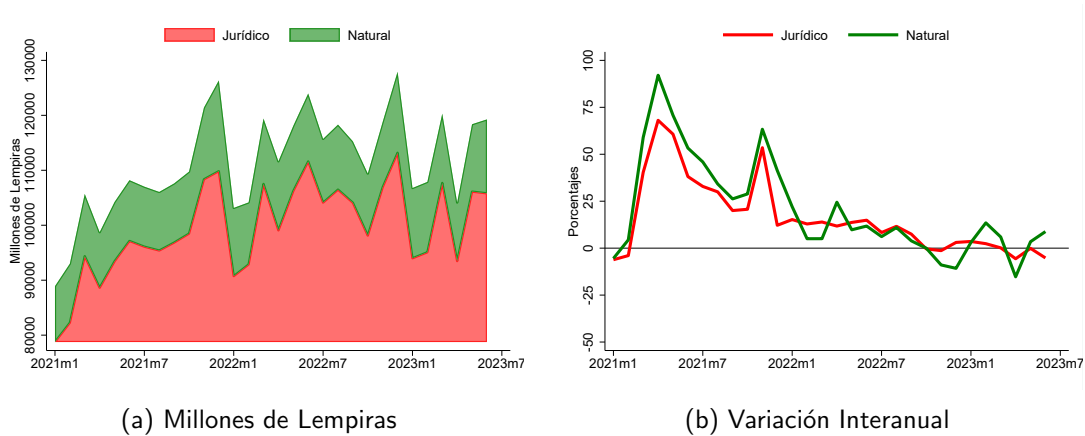 Jurídico Natural
Millones de Lempiras
130000
120000
110000
100000
90000
80000
2021m1 2021m7 2022m1 2022m7 2023m1 2023m7
(a) Millones de Lempiras
Jurídico Natural
Porcentajes
100
75
50
25
0
-25
-50
2021m1 2021m7 2022m1 2022m7 2023m1 2023m7
(b) Variación Interanual